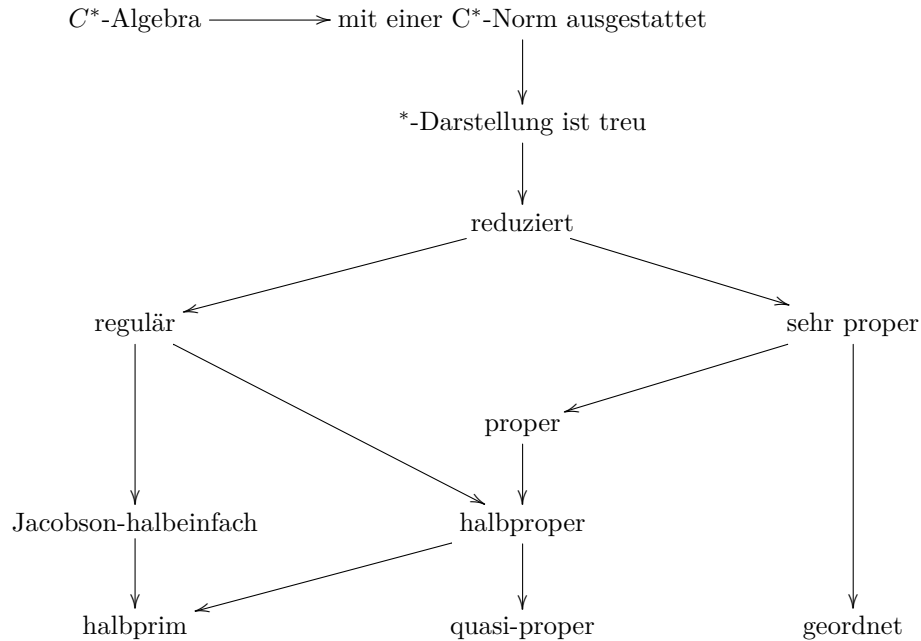 C*-Algebra
mit einer C*-Norm ausgestattet
*-Darstellung ist treu
reduziert
regulär
sehr proper
proper
Jacobson-halbeinfach
halbproper
halbprim
quasi-proper
geordnet